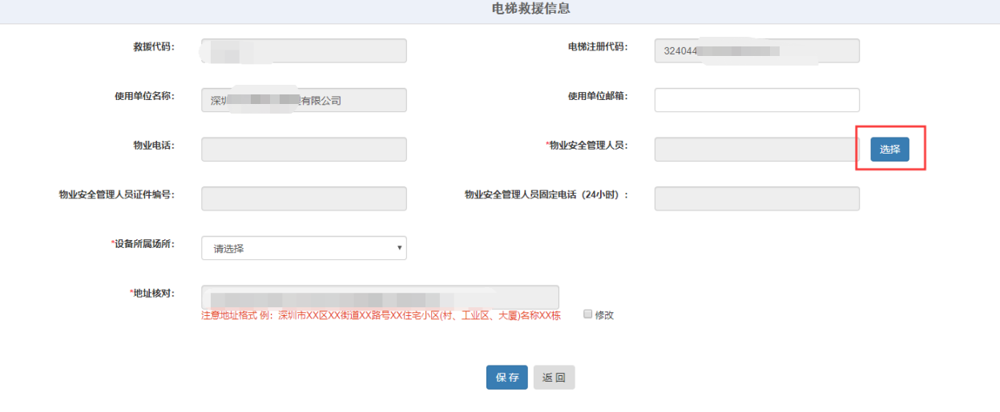 电梯救援信息
救援代码：
电梯注册代码： 324044
使用单位名称： 深圳 有限公司
使用单位邮箱：
物业电话：
*物业安全管理人员： 选择
物业安全管理人员证件编号：
物业安全管理人员固定电话（24小时）：
*设备所属场所： 请选择
*地址核对：
注意地址格式 例：深圳市XX区XX街道XX路号XX住宅小区(村、工业区、大厦)名称XX栋 修改
保存 返回